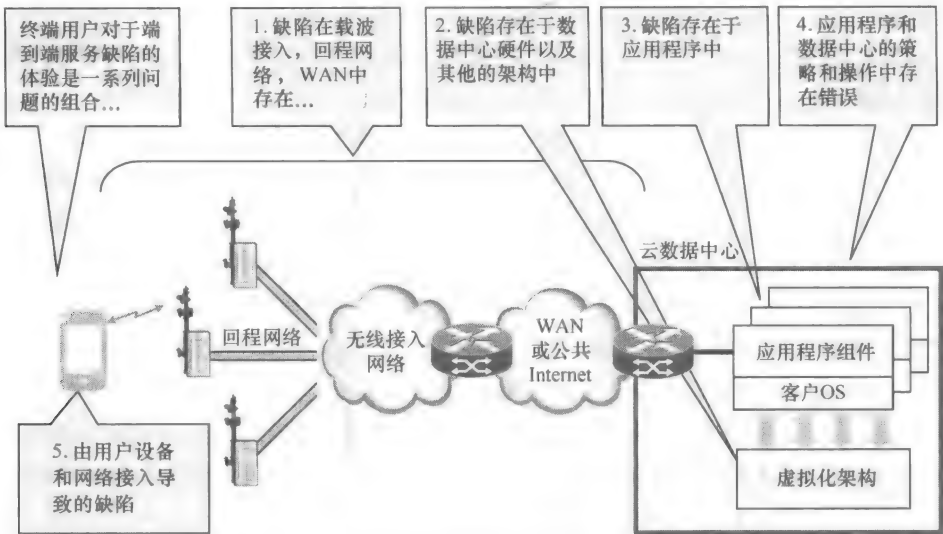 终端用户对于端
到端服务缺陷的
体验是一系列问
题的组合…
1. 缺陷在载波
接入，回程网
络，WAN中
存在…
2. 缺陷存在于数
据中心硬件以及
其他的架构中
3. 缺陷存在于
应用程序中
4. 应用程序和
数据中心的策
略和操作中存
在错误
云数据中心
回程网络
无线接入
网络
WAN
或公共
Internet
应用程序组件
客户OS
虚拟化架构
5. 由用户设备
和网络接入导
致的缺陷